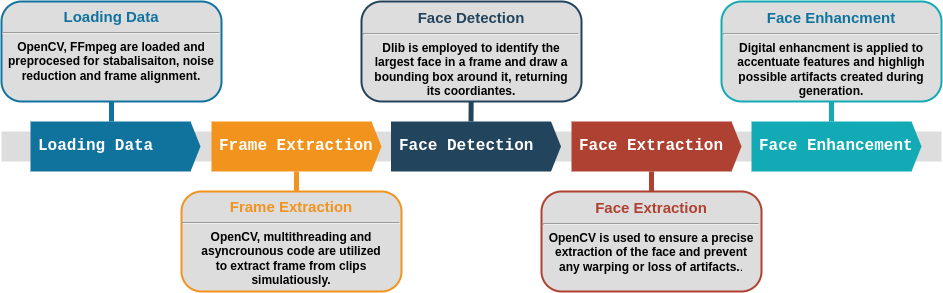 Loading Data
OpenCV, FFmpeg are loaded and
preprocesed for stabalisaiton, noise
reduction and frame alignment.
Face Detection
Dlib is employed to identify the
largest face in a frame and draw a
bounding box around it, returning
its coordiantes.
Face Enhancment
Digital enhancment is applied to
accentuate features and highligh
possible artifacts created during
generation.
Loading Data
Frame Extraction
Face Detection
Face Extraction
Face Enhancement
Frame Extraction
OpenCV, multithreading and
asyncrounous code are utilized
to extract frame from clips
simulatiously.
Face Extraction
OpenCV is used to ensure a precise
extraction of the face and prevent
any warping or loss of artifacts..